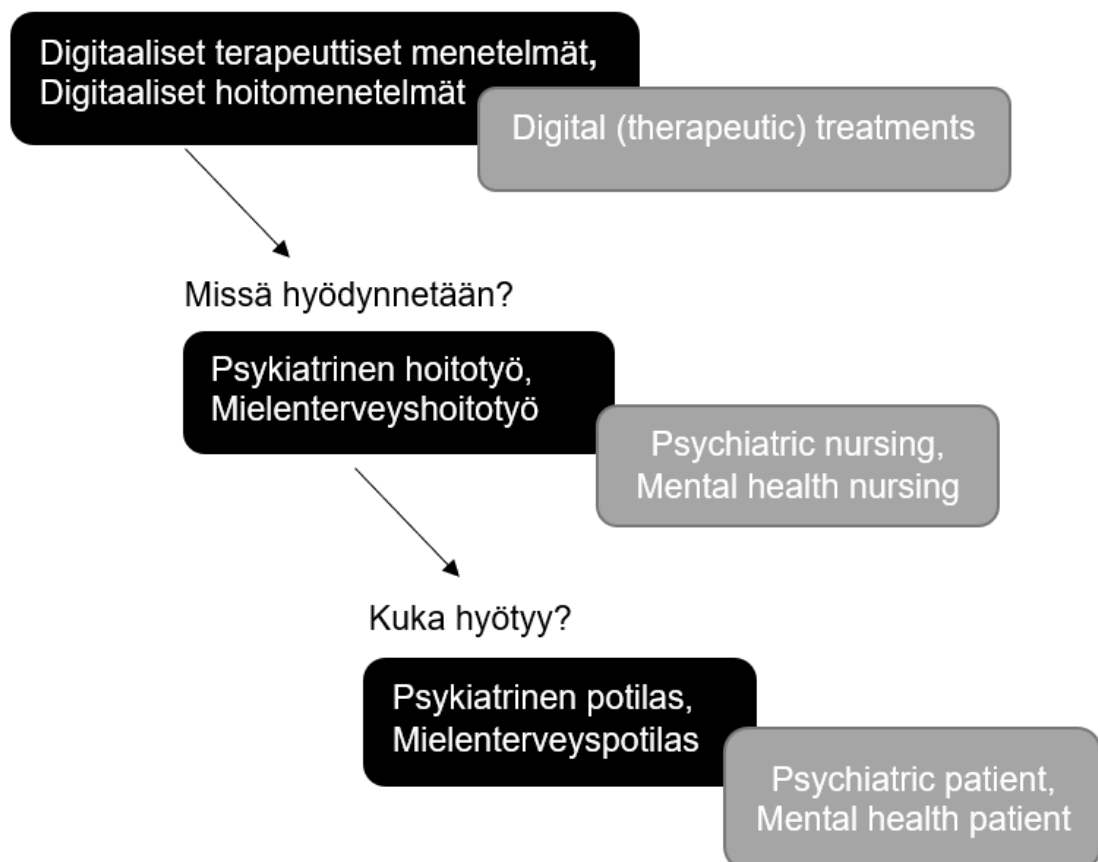 Digitaaliset terapeuttiset menetelmät,
Digitaaliset hoitomenetelmät
Digital (therapeutic) treatments
Missä hyödynnetään?
Psykiatrinen hoitotyö,
Mielenterveyshoitotyö
Psychiatric nursing,
Mental health nursing
Kuka hyötyy?
Psykiatrinen potilas,
Mielenterveyspotilas
Psychiatric patient,
Mental health patient